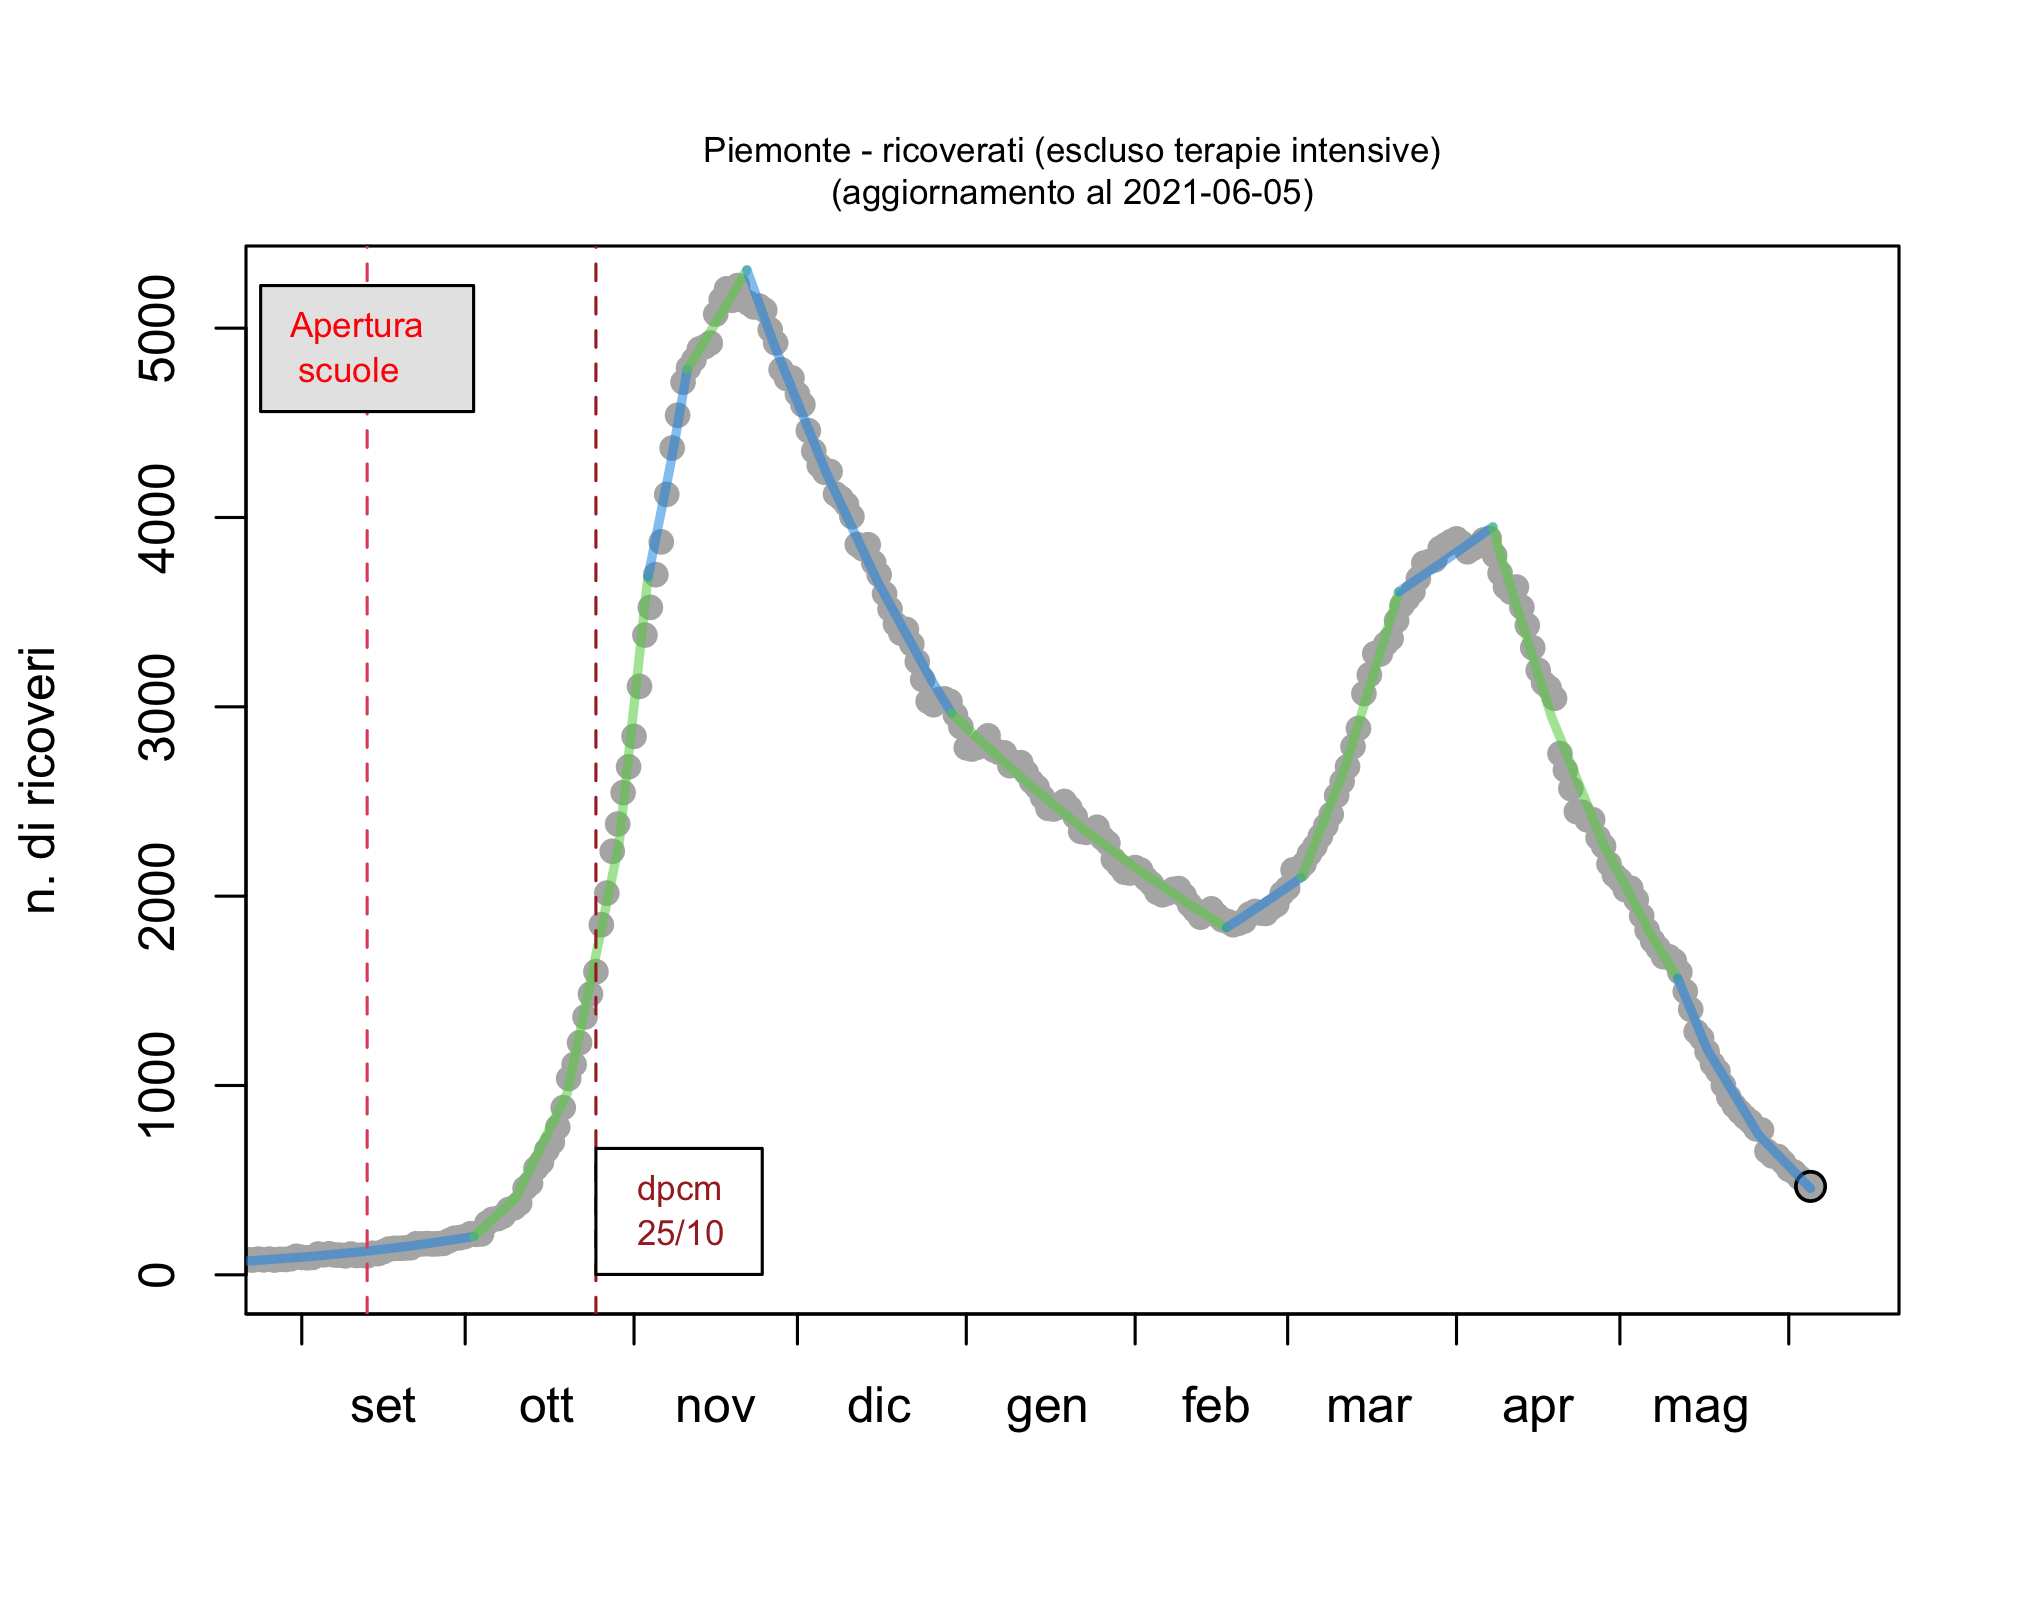 Piemonte - ricoverati (escluso terapie intensive)
(aggiornamento al 2021-06-05)
n. di ricoveri
5000
4000
3000
2000
1000
0
Apertura
scuole
dpcm
25/10
set ott nov dic gen feb mar apr mag